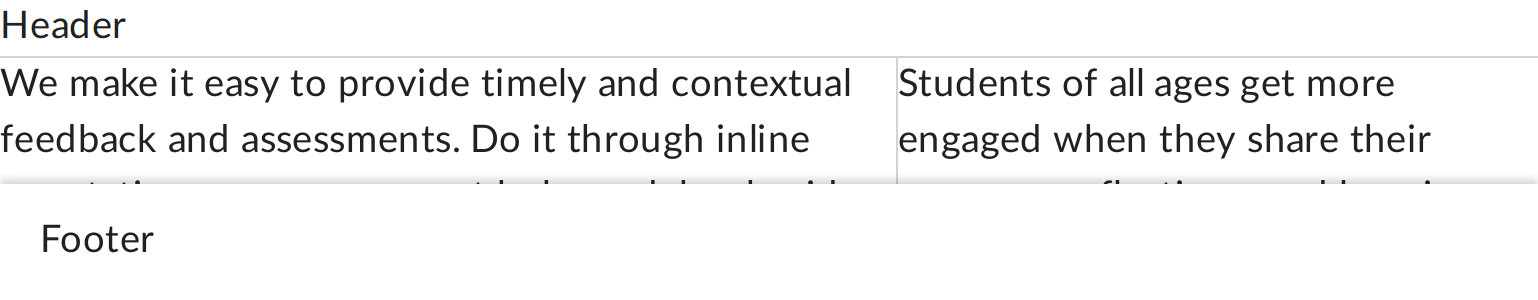 Header
We make it easy to provide timely and contextual
feedback and assessments. Do it through inline
Students of all ages get more
engaged when they share their
Footer